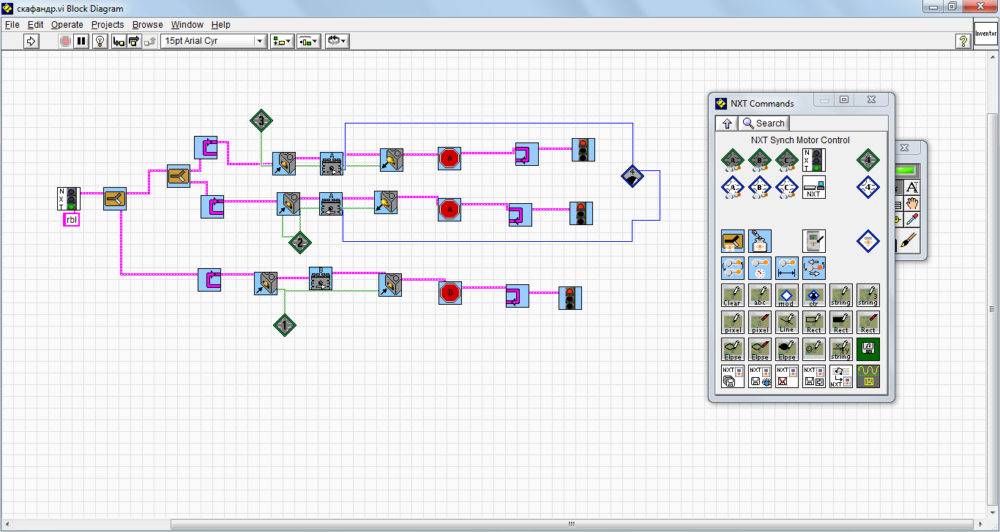 скафандр.vi Block Diagram
File Edit Operate Projects Browse Window Help
15pt Arial Cyr
?
Inventor
3
A
A
4
N
X
T
rbl
A
A
2
B
1
NXT Commands
Search
NXT Synch Motor Control
A B C N X T 4
A B C NXT 4
Clear abc mod ctr string string 3
pixel pixel Line Rect Rect Rect
Elpse Elpse Elpse x y string
NXT NXT NXT NXT NXT
A